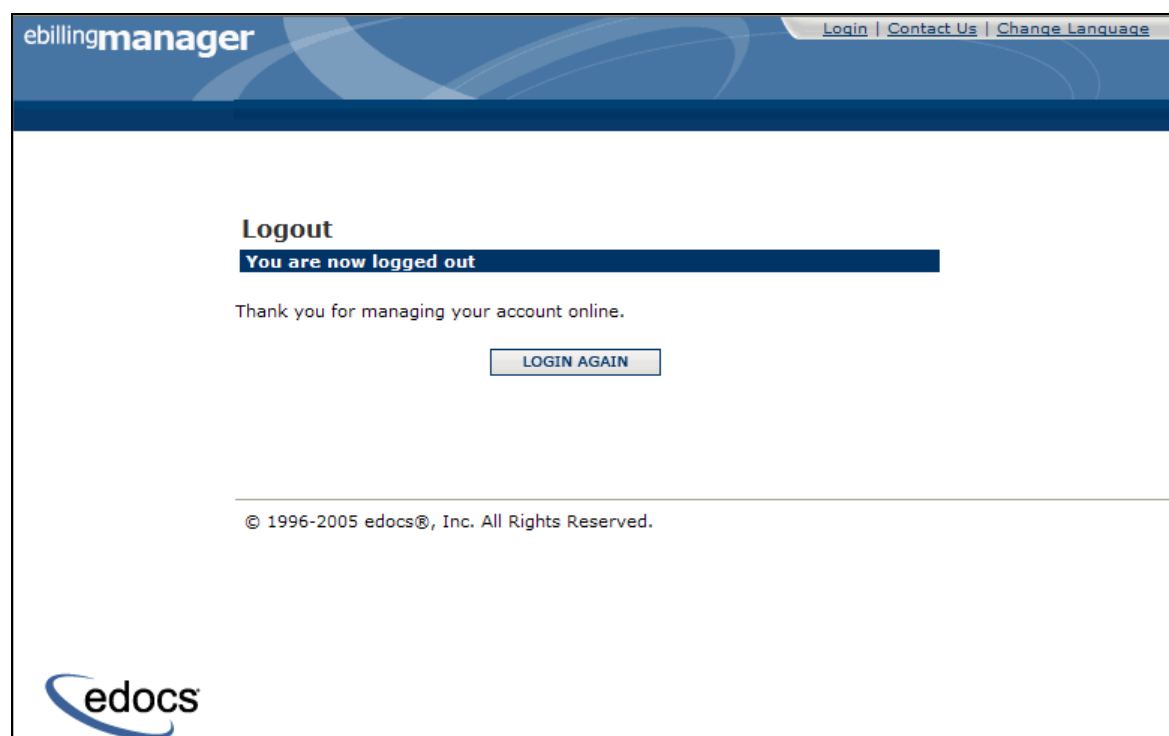 ebillingmanager
Login | Contact Us | Change Language
Logout
You are now logged out
Thank you for managing your account online.
LOGIN AGAIN
© 1996-2005 edocs®, Inc. All Rights Reserved.
edocs